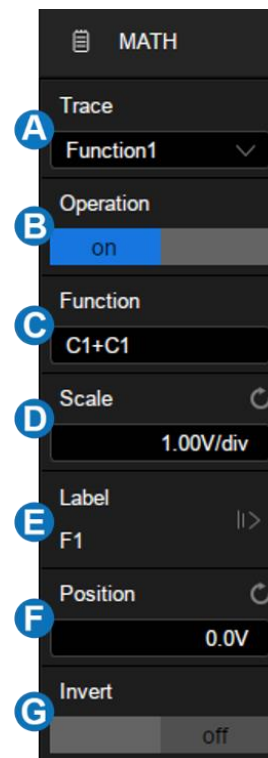 MATH
Trace
A
Function1
Operation
B
on
Function
C
C1+C1
Scale
D
1.00V/div
Label
E
F1
Position
F
0.0V
Invert
G
off